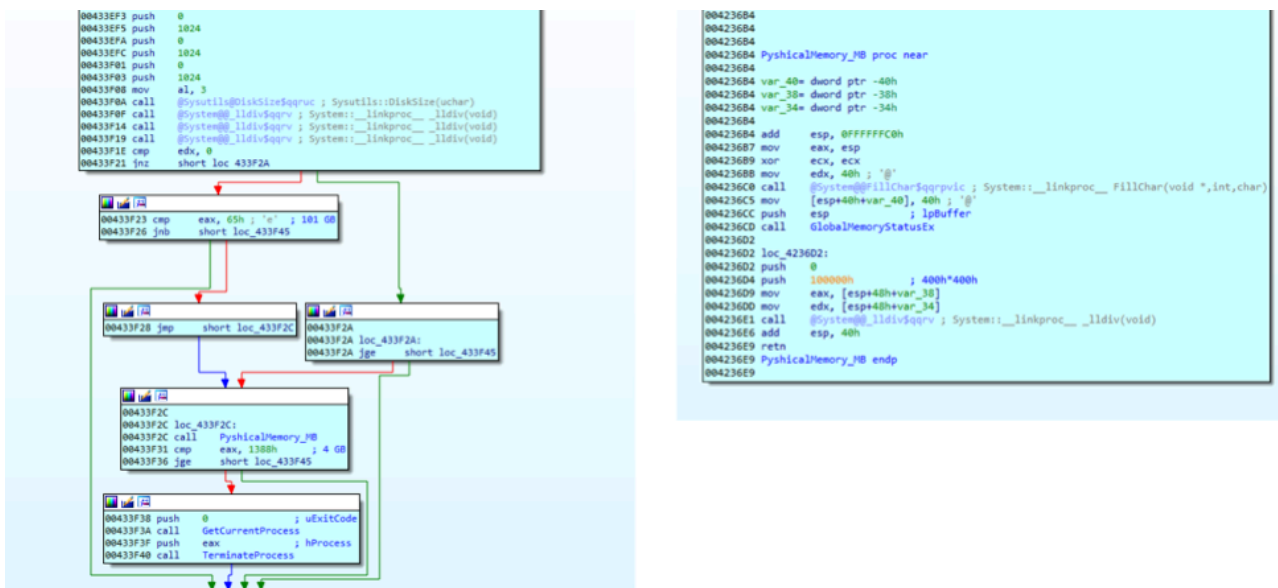 00433EF3 push 0
00433EF5 push 1024
00433EFA push 0
00433EFC push 1024
00433F01 push 0
00433F03 push 1024
00433F08 mov al, 3
00433F0A call @Sysutils@DiskSize$qqruc ; Sysutils::DiskSize(uchar)
00433F0F call @System@@_lldiv$qqrv ; System::__linkproc__ _lldiv(void)
00433F14 call @System@@_lldiv$qqrv ; System::__linkproc__ _lldiv(void)
00433F19 call @System@@_lldiv$qqrv ; System::__linkproc__ _lldiv(void)
00433F1E cmp edx, 0
00433F21 jnz short loc_433F2A
00433F23 cmp eax, 65h ; 'e' ; 101 GB
00433F26 jnb short loc_433F45
00433F28 jmp short loc_433F2C
00433F2A
00433F2A loc_433F2A:
00433F2A jge short loc_433F45
00433F2C
00433F2C loc_433F2C:
00433F2C call PyshicalMemory_MB
00433F31 cmp eax, 1388h ; 4 GB
00433F36 jge short loc_433F45
00433F38 push 0 ; uExitCode
00433F3A call GetCurrentProcess
00433F3F push eax ; hProcess
00433F40 call TerminateProcess
004236B4
004236B4
004236B4
004236B4 PyshicalMemory_MB proc near
004236B4
004236B4 var_40= dword ptr -40h
004236B4 var_38= dword ptr -38h
004236B4 var_34= dword ptr -34h
004236B4
004236B4 add esp, 0FFFFFFC0h
004236B7 mov eax, esp
004236B9 xor ecx, ecx
004236BB mov edx, 40h ; '@'
004236C0 call @System@@FillChar$qqrpvic ; System::__linkproc__ FillChar(void *,int,char)
004236C5 mov [esp+40h+var_40], 40h ; '@'
004236CC push esp ; lpBuffer
004236CD call GlobalMemoryStatusEx
004236D2
004236D2 loc_4236D2:
004236D2 push 0
004236D4 push 100000h ; 400h*400h
004236D9 mov eax, [esp+48h+var_38]
004236DD mov edx, [esp+48h+var_34]
004236E1 call @System@@_lldiv$qqrv ; System::__linkproc__ _lldiv(void)
004236E6 add esp, 40h
004236E9 retn
004236E9 PyshicalMemory_MB endp
004236E9